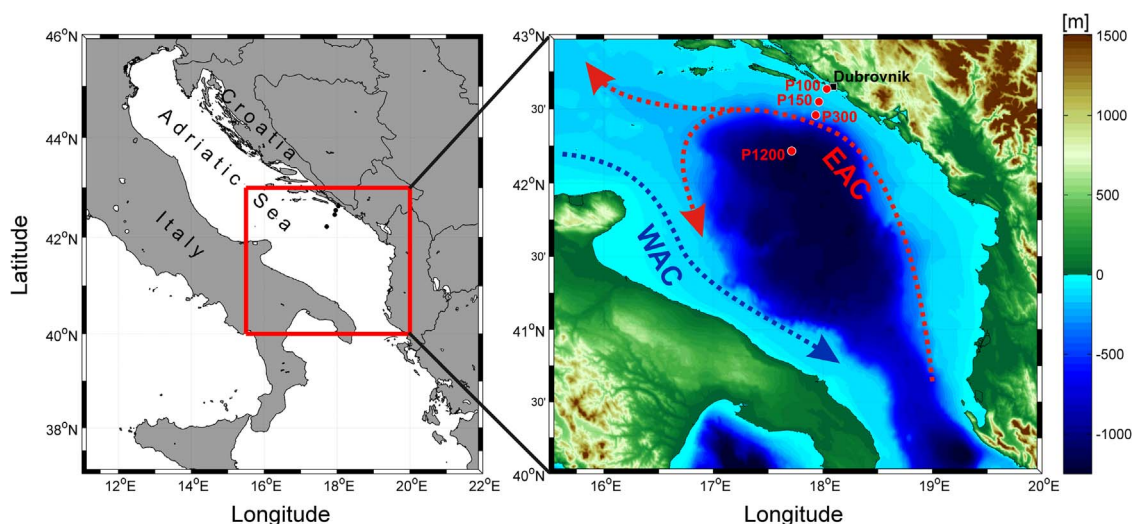 46°N
44°N
42°N
40°N
38°N
12°E
14°E
16°E
18°E
20°E
22°E
Latitude
Longitude
Croatia
Adriatic
Sea
Italy
43°N
30'
42°N
30'
41°N
30'
40°N
16°E
17°E
18°E
19°E
20°E
Longitude
P100
Dubrovnik
P150
P300
P1200
EAC
WAC
[m]
1500
1000
500
0
-500
-1000